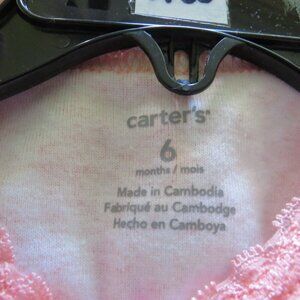 carter's
6
months / mois
Made in Cambodia
Fabriqué au Cambodge
Hecho en Camboya